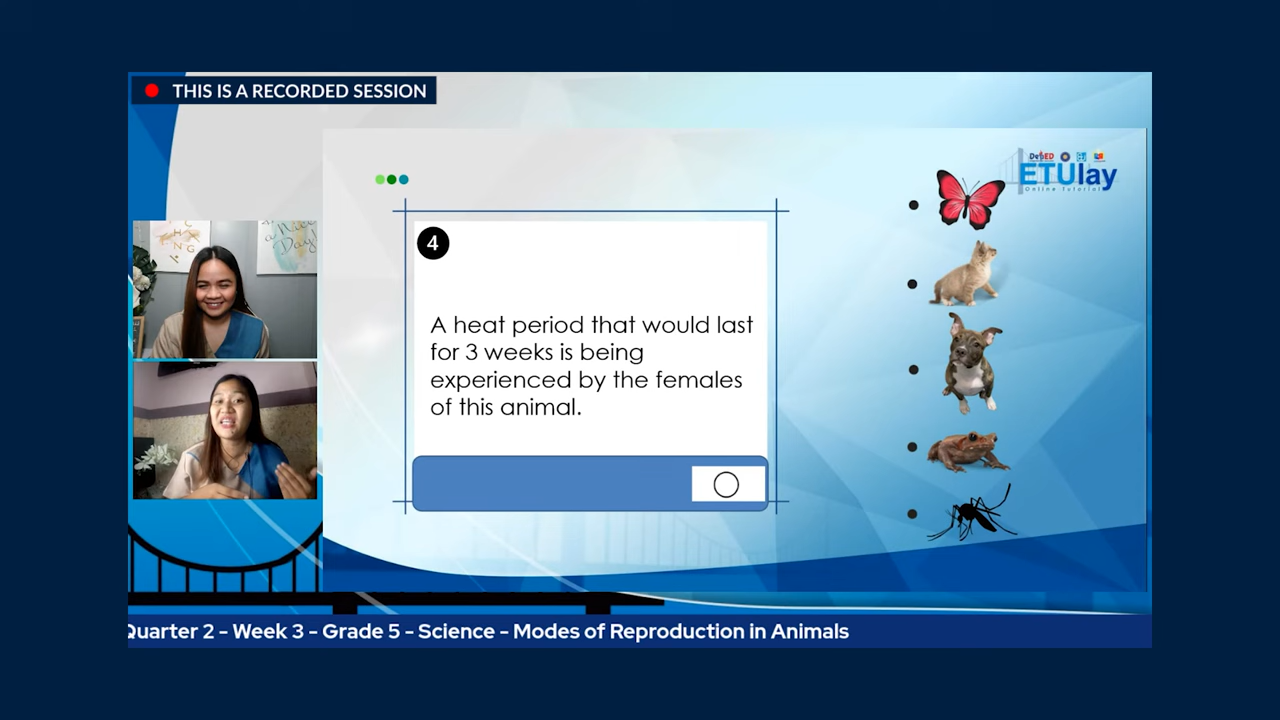 THIS IS A RECORDED SESSION
DepED
ETUlay
Online Tutorial
4
A heat period that would last
for 3 weeks is being
experienced by the females
of this animal.
Quarter 2 - Week 3 - Grade 5 - Science - Modes of Reproduction in Animals